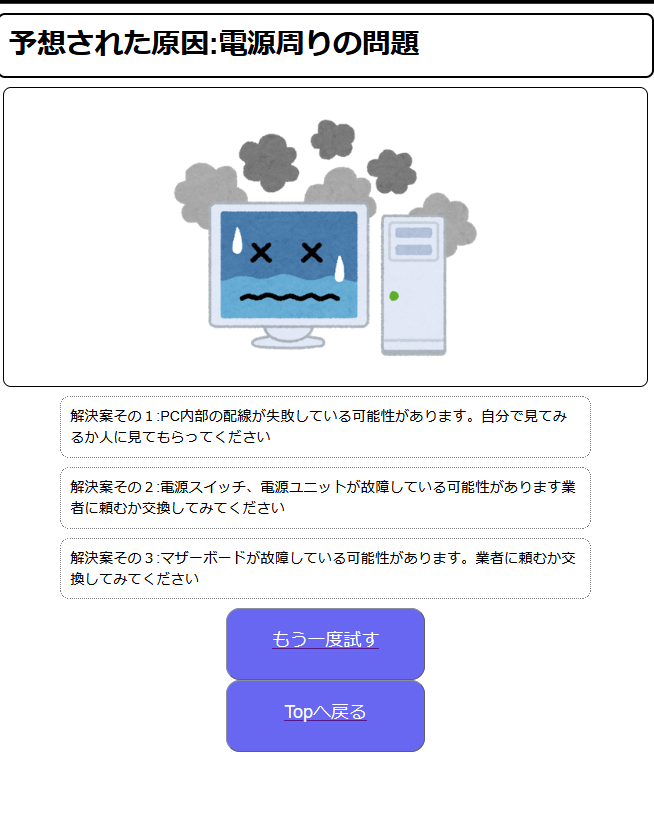 予想された原因:電源周りの問題
解決案その１:PC内部の配線が失敗している可能性があります。自分で見てみ
るか人に見てもらってください
解決案その２:電源スイッチ、電源ユニットが故障している可能性があります業
者に頼むか交換してみてください
解決案その３:マザーボードが故障している可能性があります。業者に頼むか交
換してみてください
もう一度試す
Topへ戻る